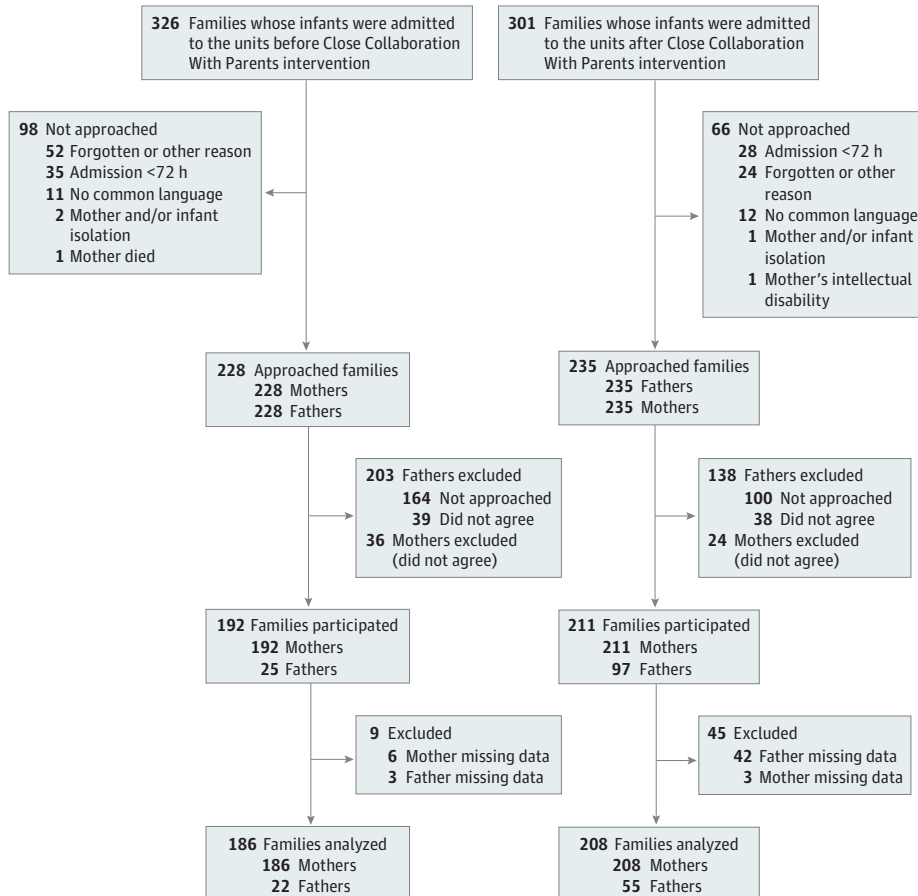 326 Families whose infants were admitted
to the units before Close Collaboration
With Parents intervention
301 Families whose infants were admitted
to the units after Close Collaboration
With Parents intervention
98 Not approached
52 Forgotten or other reason
35 Admission <72 h
11 No common language
2 Mother and/or infant
isolation
1 Mother died
66 Not approached
28 Admission <72 h
24 Forgotten or other
reason
12 No common language
1 Mother and/or infant
isolation
1 Mother's intellectual
disability
228 Approached families
228 Mothers
228 Fathers
235 Approached families
235 Fathers
235 Mothers
203 Fathers excluded
164 Not approached
39 Did not agree
36 Mothers excluded
(did not agree)
138 Fathers excluded
100 Not approached
38 Did not agree
24 Mothers excluded
(did not agree)
192 Families participated
192 Mothers
25 Fathers
211 Families participated
211 Mothers
97 Fathers
9 Excluded
6 Mother missing data
3 Father missing data
45 Excluded
42 Father missing data
3 Mother missing data
186 Families analyzed
186 Mothers
22 Fathers
208 Families analyzed
208 Mothers
55 Fathers